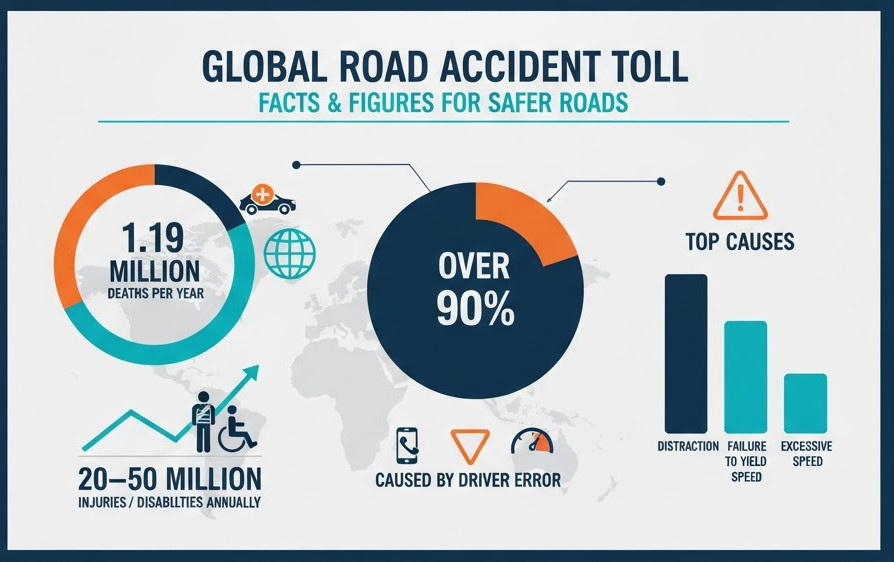 GLOBAL ROAD ACCIDENT TOLL
FACTS & FIGURES FOR SAFER ROADS
1.19
MILLION
DEATHS PER YEAR
20–50 MILLION
INJURIES / DISABILITIES ANNUALLY
OVER
90%
CAUSED BY DRIVER ERROR
TOP CAUSES
DISTRACTION
FAILURE
TO YIELD
SPEED
EXCESSIVE
SPEED